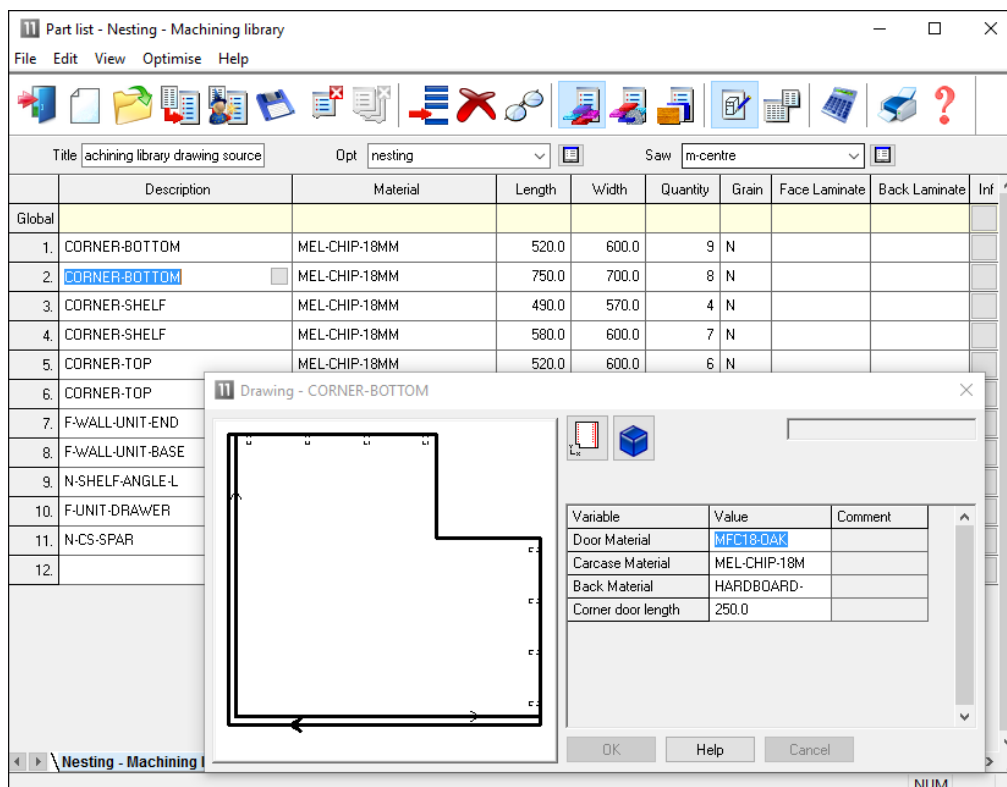 11 Part list - Nesting - Machining library
File Edit View Optimise Help
Title achining library drawing source Opt nesting Saw m-centre
Description Material Length Width Quantity Grain Face Laminate Back Laminate Inf
Global
1. CORNER-BOTTOM MEL-CHIP-18MM 520.0 600.0 9 N
2. CORNER-BOTTOM MEL-CHIP-18MM 750.0 700.0 8 N
3. CORNER-SHELF MEL-CHIP-18MM 490.0 570.0 4 N
4. CORNER-SHELF MEL-CHIP-18MM 580.0 600.0 7 N
5. CORNER-TOP MEL-CHIP-18MM 520.0 600.0 6 N
6. CORNER-TOP
7. F-WALL-UNIT-END
8. F-WALL-UNIT-BASE
9. N-SHELF-ANGLE-L
10. F-UNIT-DRAWER
11. N-CS-SPAR
12.
11 Drawing - CORNER-BOTTOM
Variable Value Comment
Door Material MFC18-OAK
Carcase Material MEL-CHIP-18M
Back Material HARDBOARD-
Corner door length 250.0
OK Help Cancel
Nesting - Machining l
NUM